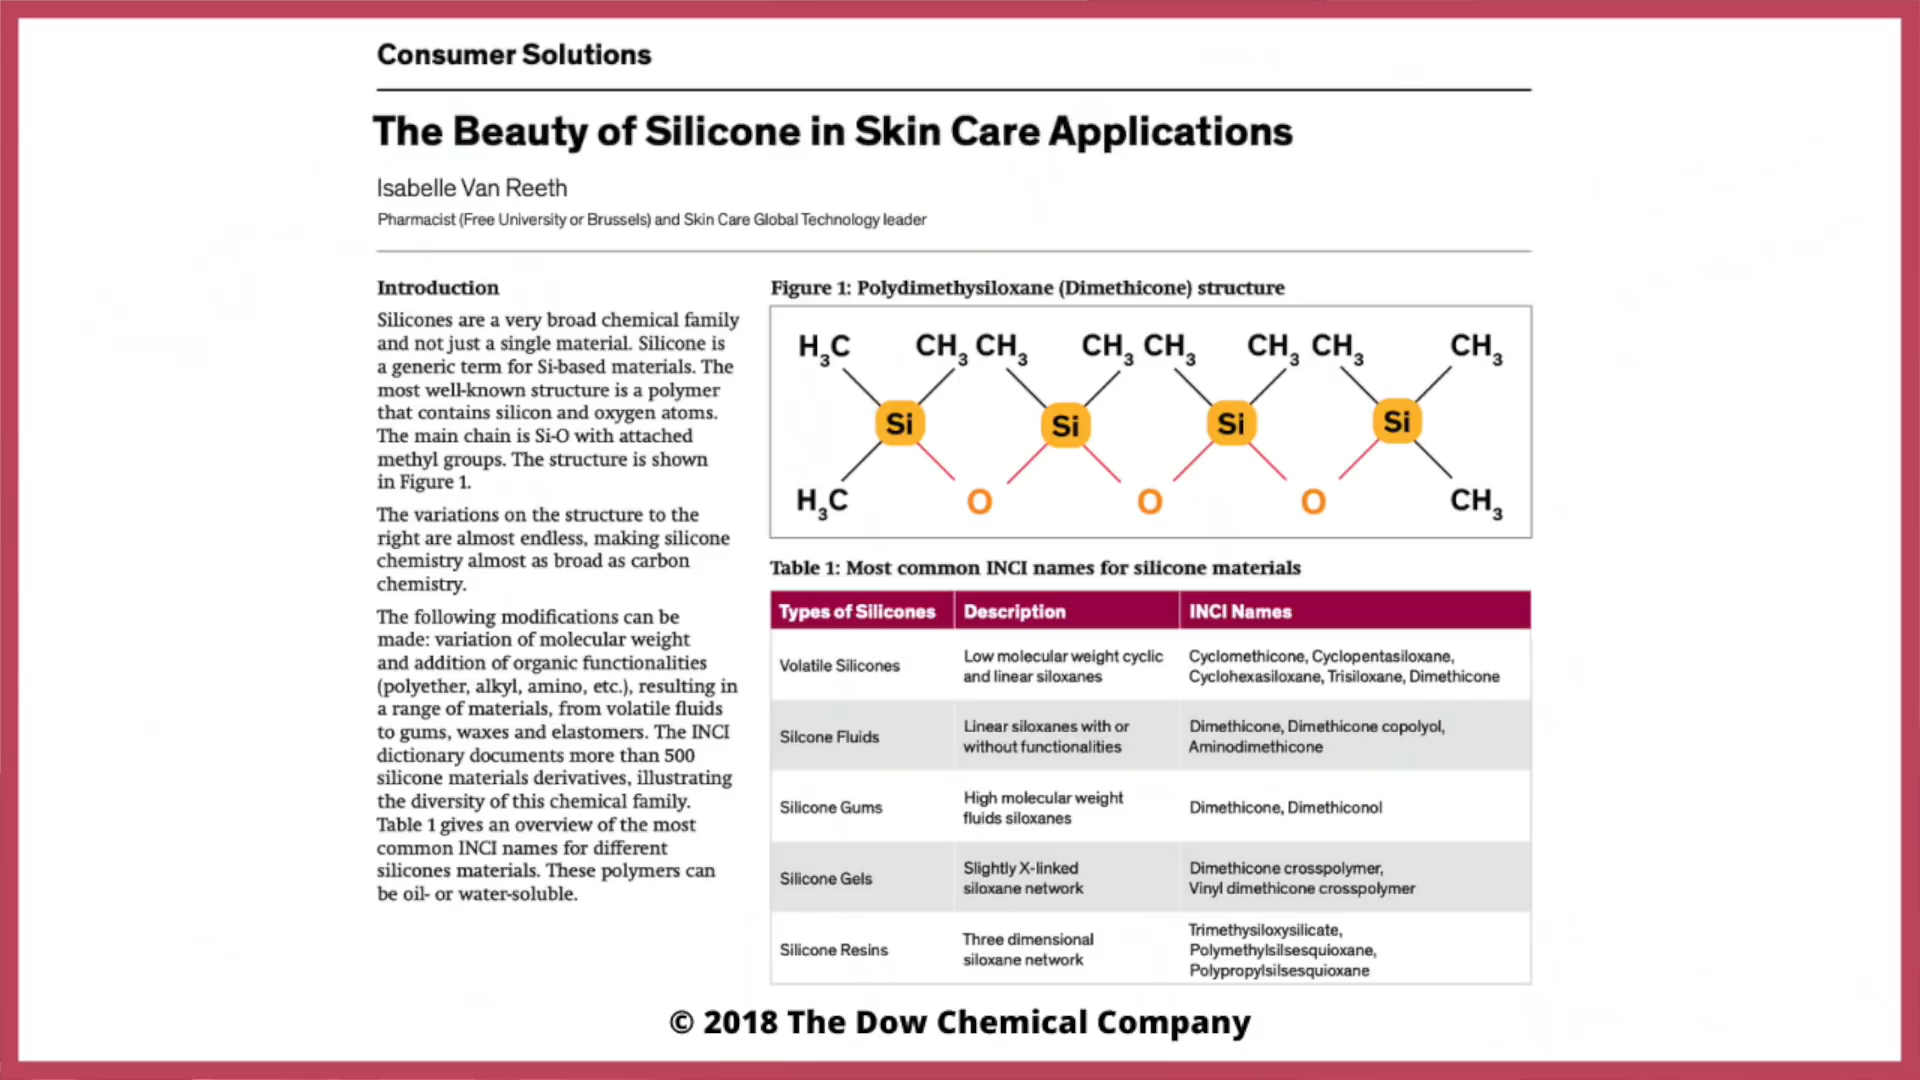 Consumer Solutions
The Beauty of Silicone in Skin Care Applications
Isabelle Van Reeth
Pharmacist (Free University or Brussels) and Skin Care Global Technology leader
Introduction
Silicones are a very broad chemical family
and not just a single material. Silicone is
a generic term for Si-based materials. The
most well-known structure is a polymer
that contains silicon and oxygen atoms.
The main chain is Si-O with attached
methyl groups. The structure is shown
in Figure 1.
The variations on the structure to the
right are almost endless, making silicone
chemistry almost as broad as carbon
chemistry.
The following modifications can be
made: variation of molecular weight
and addition of organic functionalities
(polyether, alkyl, amino, etc.), resulting in
a range of materials, from volatile fluids
to gums, waxes and elastomers. The INCI
dictionary documents more than 500
silicone materials derivatives, illustrating
the diversity of this chemical family.
Table 1 gives an overview of the most
common INCI names for different
silicones materials. These polymers can
be oil- or water-soluble.
Figure 1: Polydimethysiloxane (Dimethicone) structure
H3C CH3 CH3 CH3 CH3 CH3 CH3 CH3
Si Si Si Si
H3C O O O CH3
Table 1: Most common INCI names for silicone materials
Types of Silicones Description INCI Names
Volatile Silicones
Low molecular weight cyclic
and linear siloxanes
Cyclomethicone, Cyclopentasiloxane,
Cyclohexasiloxane, Trisiloxane, Dimethicone
Silcone Fluids
Linear siloxanes with or
without functionalities
Dimethicone, Dimethicone copolyol,
Aminodimethicone
Silicone Gums
High molecular weight
fluids siloxanes
Dimethicone, Dimethiconol
Silicone Gels
Slightly X-linked
siloxane network
Dimethicone crosspolymer,
Vinyl dimethicone crosspolymer
Silicone Resins
Three dimensional
siloxane network
Trimethysiloxysilicate,
Polymethylsilsesquioxane,
Polypropylsilsesquioxane
© 2018 The Dow Chemical Company